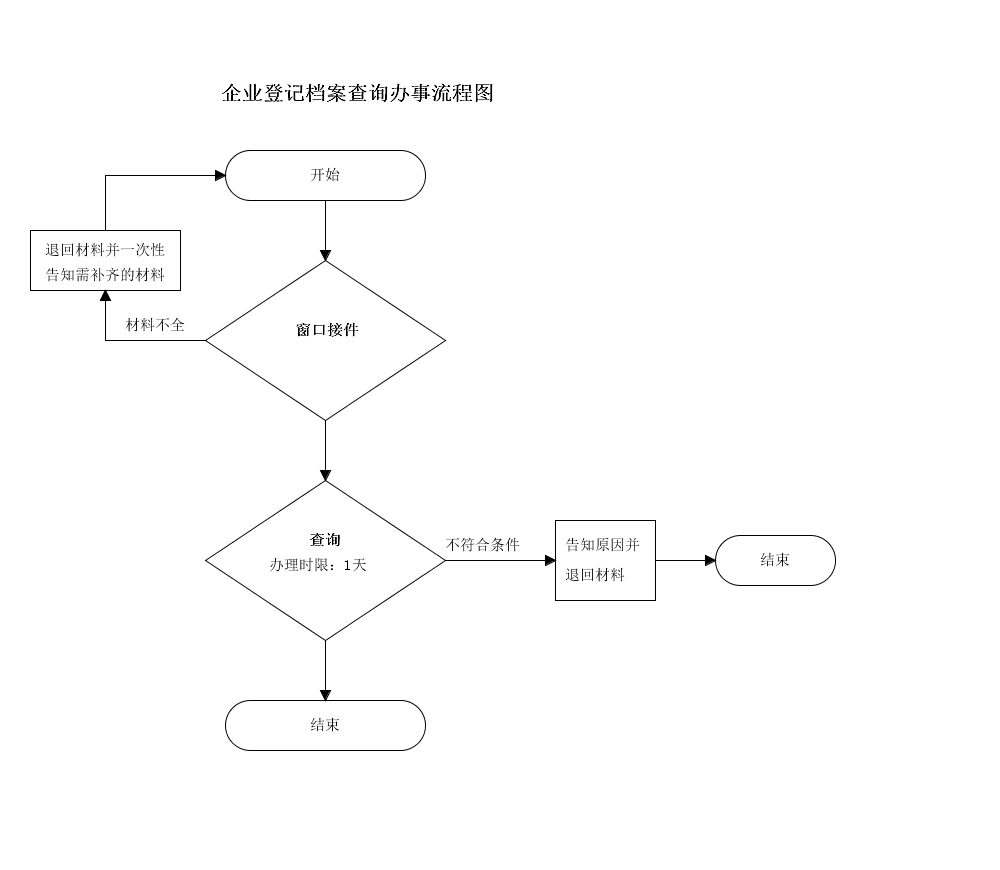 企业登记档案查询办事流程图
开始
退回材料并一次性
告知需补齐的材料
材料不全
窗口接件
查询
办理时限：1天
不符合条件
告知原因并
退回材料
结束
结束